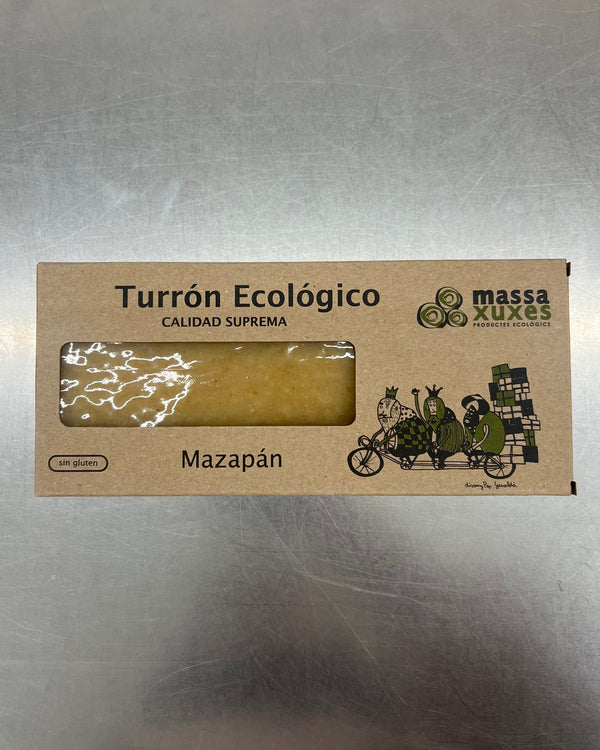 Turrón Ecológico
CALIDAD SUPREMA
massa
xuxes
PRODUCTES ECOLÒGICS
sin gluten
Mazapán